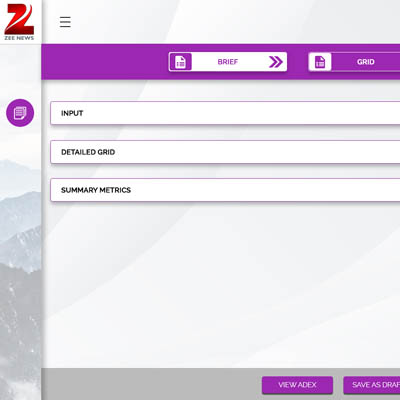 ZEE NEWS
BRIEF
GRID
INPUT
DETAILED GRID
SUMMARY METRICS
VIEW ADEX
SAVE AS DRAF